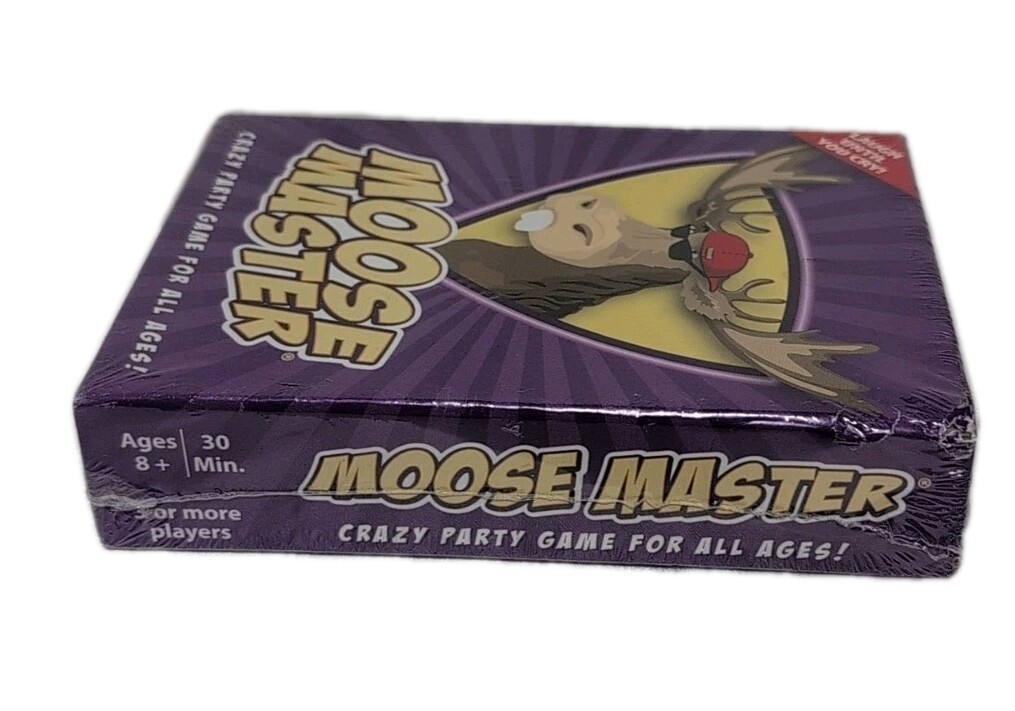 LAUGH
UNTIL
YOU CRY!
MOOSE
MASTER®
CRAZY PARTY GAME FOR ALL AGES!
Ages 30
8+ Min.
or more
players
MOOSE MASTER®
CRAZY PARTY GAME FOR ALL AGES!